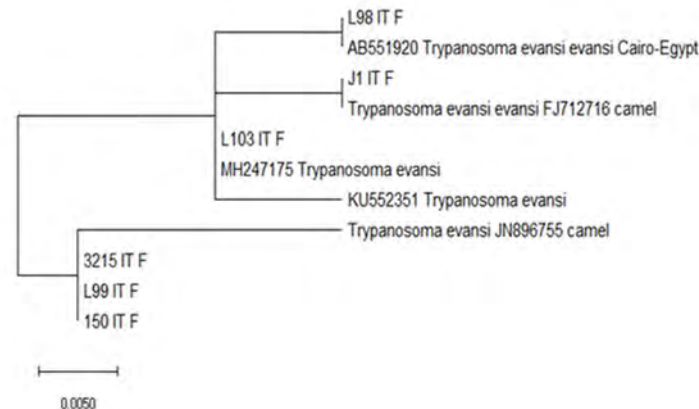 L98 IT F
AB551920 Trypanosoma evansi evansi Cairo-Egypt
J1 IT F
Trypanosoma evansi evansi FJ712716 camel
L103 IT F
MH247175 Trypanosoma evansi
KU552351 Trypanosoma evansi
Trypanosoma evansi JN896755 camel
3215 IT F
L99 IT F
150 IT F
0.0050